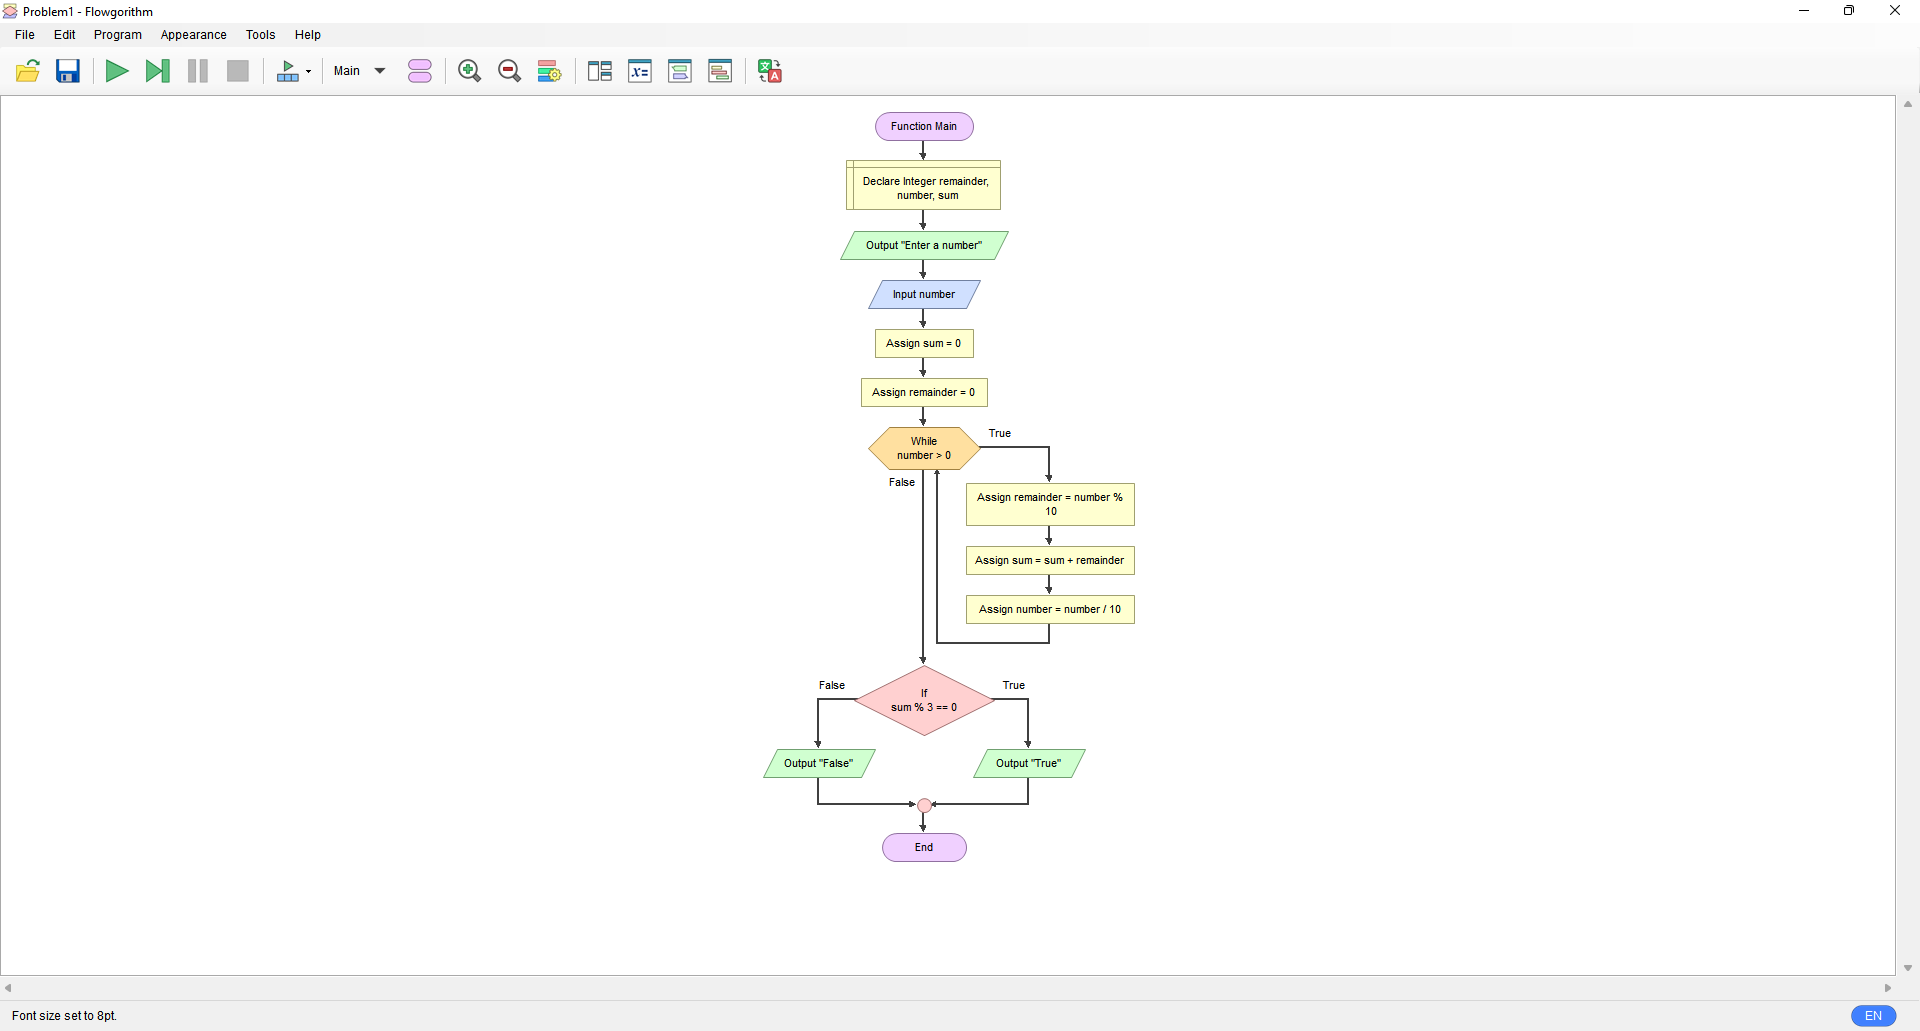 Problem1 - Flowgorithm
File Edit Program Appearance Tools Help
Main
x=
A
Function Main
Declare Integer remainder,
number, sum
Output "Enter a number"
Input number
Assign sum = 0
Assign remainder = 0
While
number > 0
True
False
Assign remainder = number %
10
Assign sum = sum + remainder
Assign number = number / 10
If
sum % 3 == 0
False
True
Output "False"
Output "True"
End
Font size set to 8pt.
EN